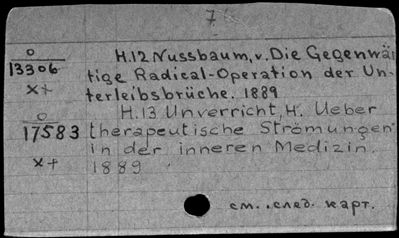 7
0 H.12 Nussbaum, v. Die Gegenwär
13306 tige Radical-Operation der Un-
x+ terleibsbrüche. 1889
0 H.13 Unverricht, H. Ueber
17583 therapeutische Strömungen
in der inneren Medizin.
x+ 1889
см. след. карт.